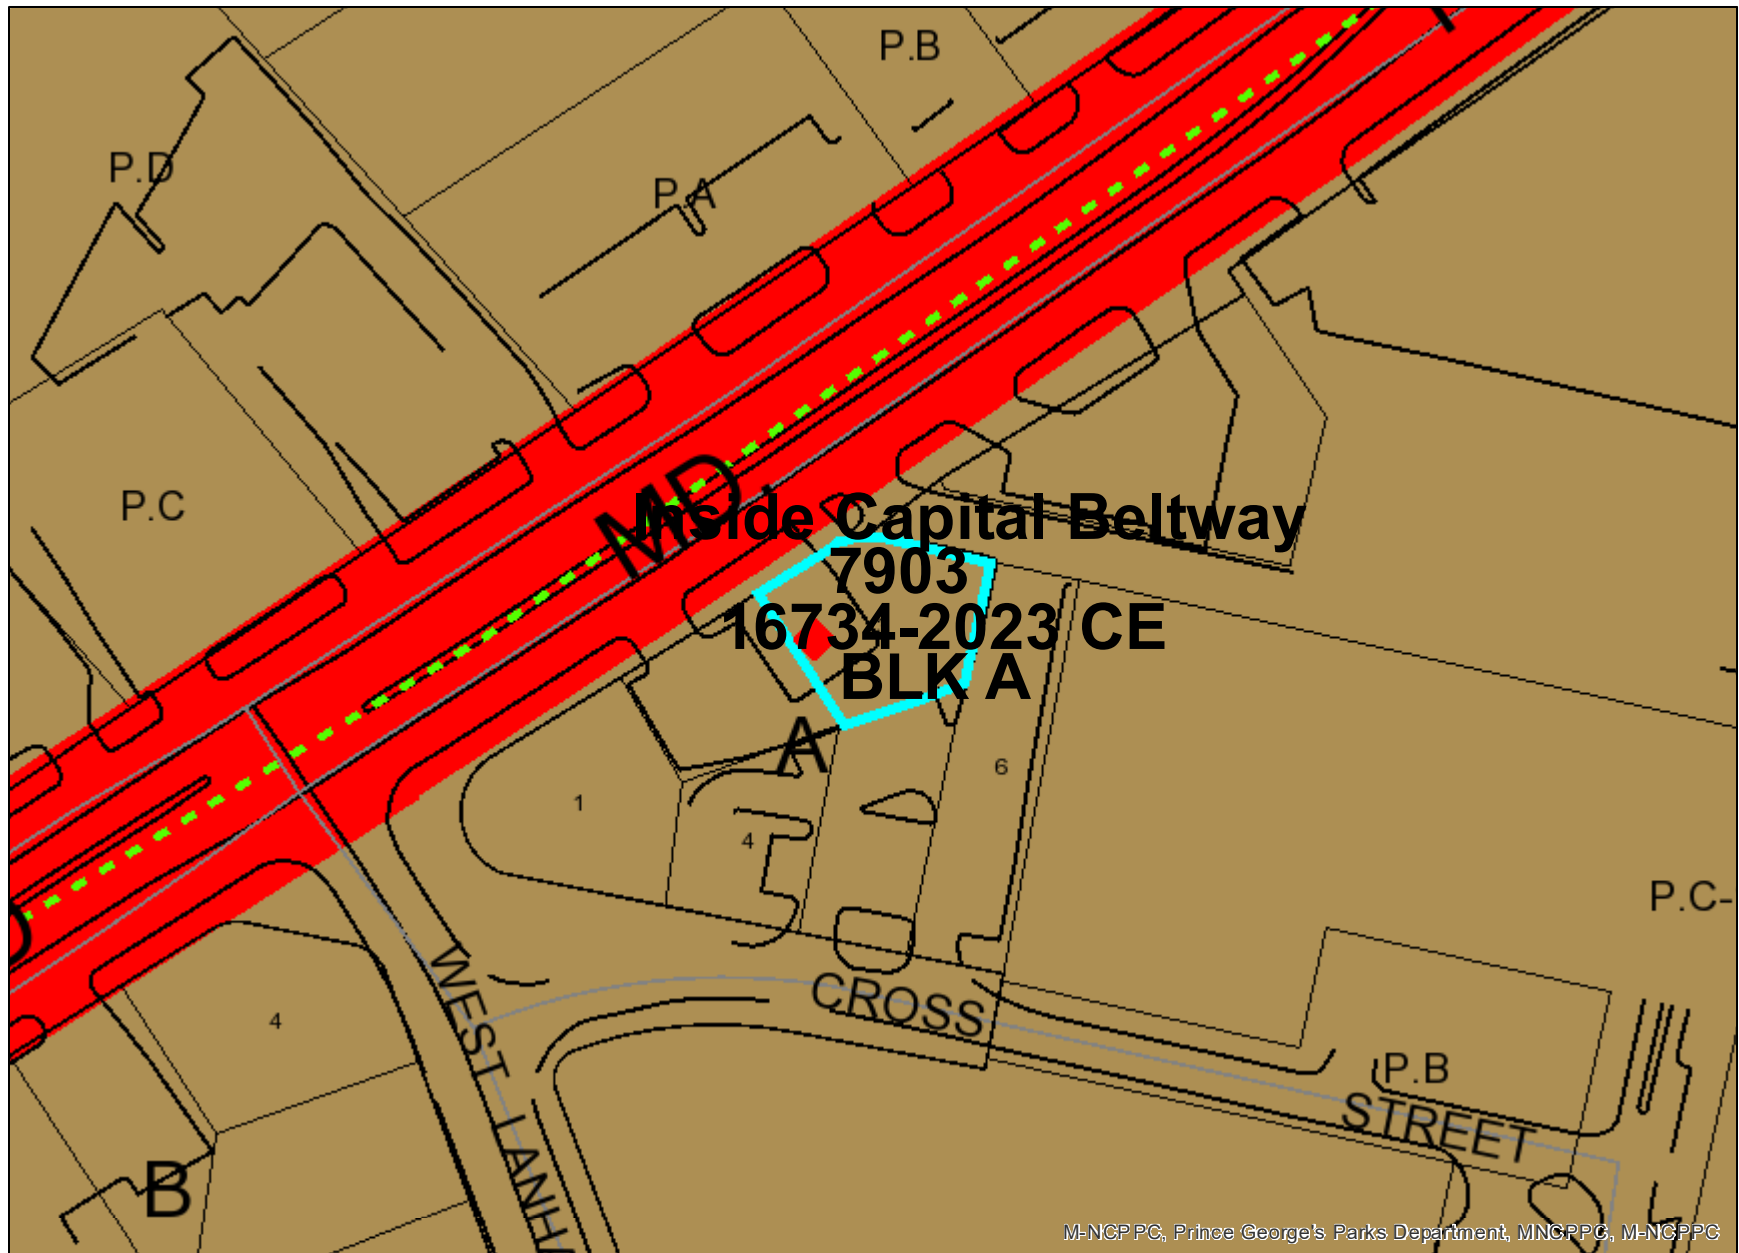 P.B
P.D
P.A
P.C
MD.
Inside Capital Beltway
7903
16734-2023 CE
BLK A
A
6
1
4
P.C-
4
WEST LANHA
CROSS
STREET
P.B
B
M-NCPPC, Prince George's Parks Department, MNCPPC, M-NCPPC